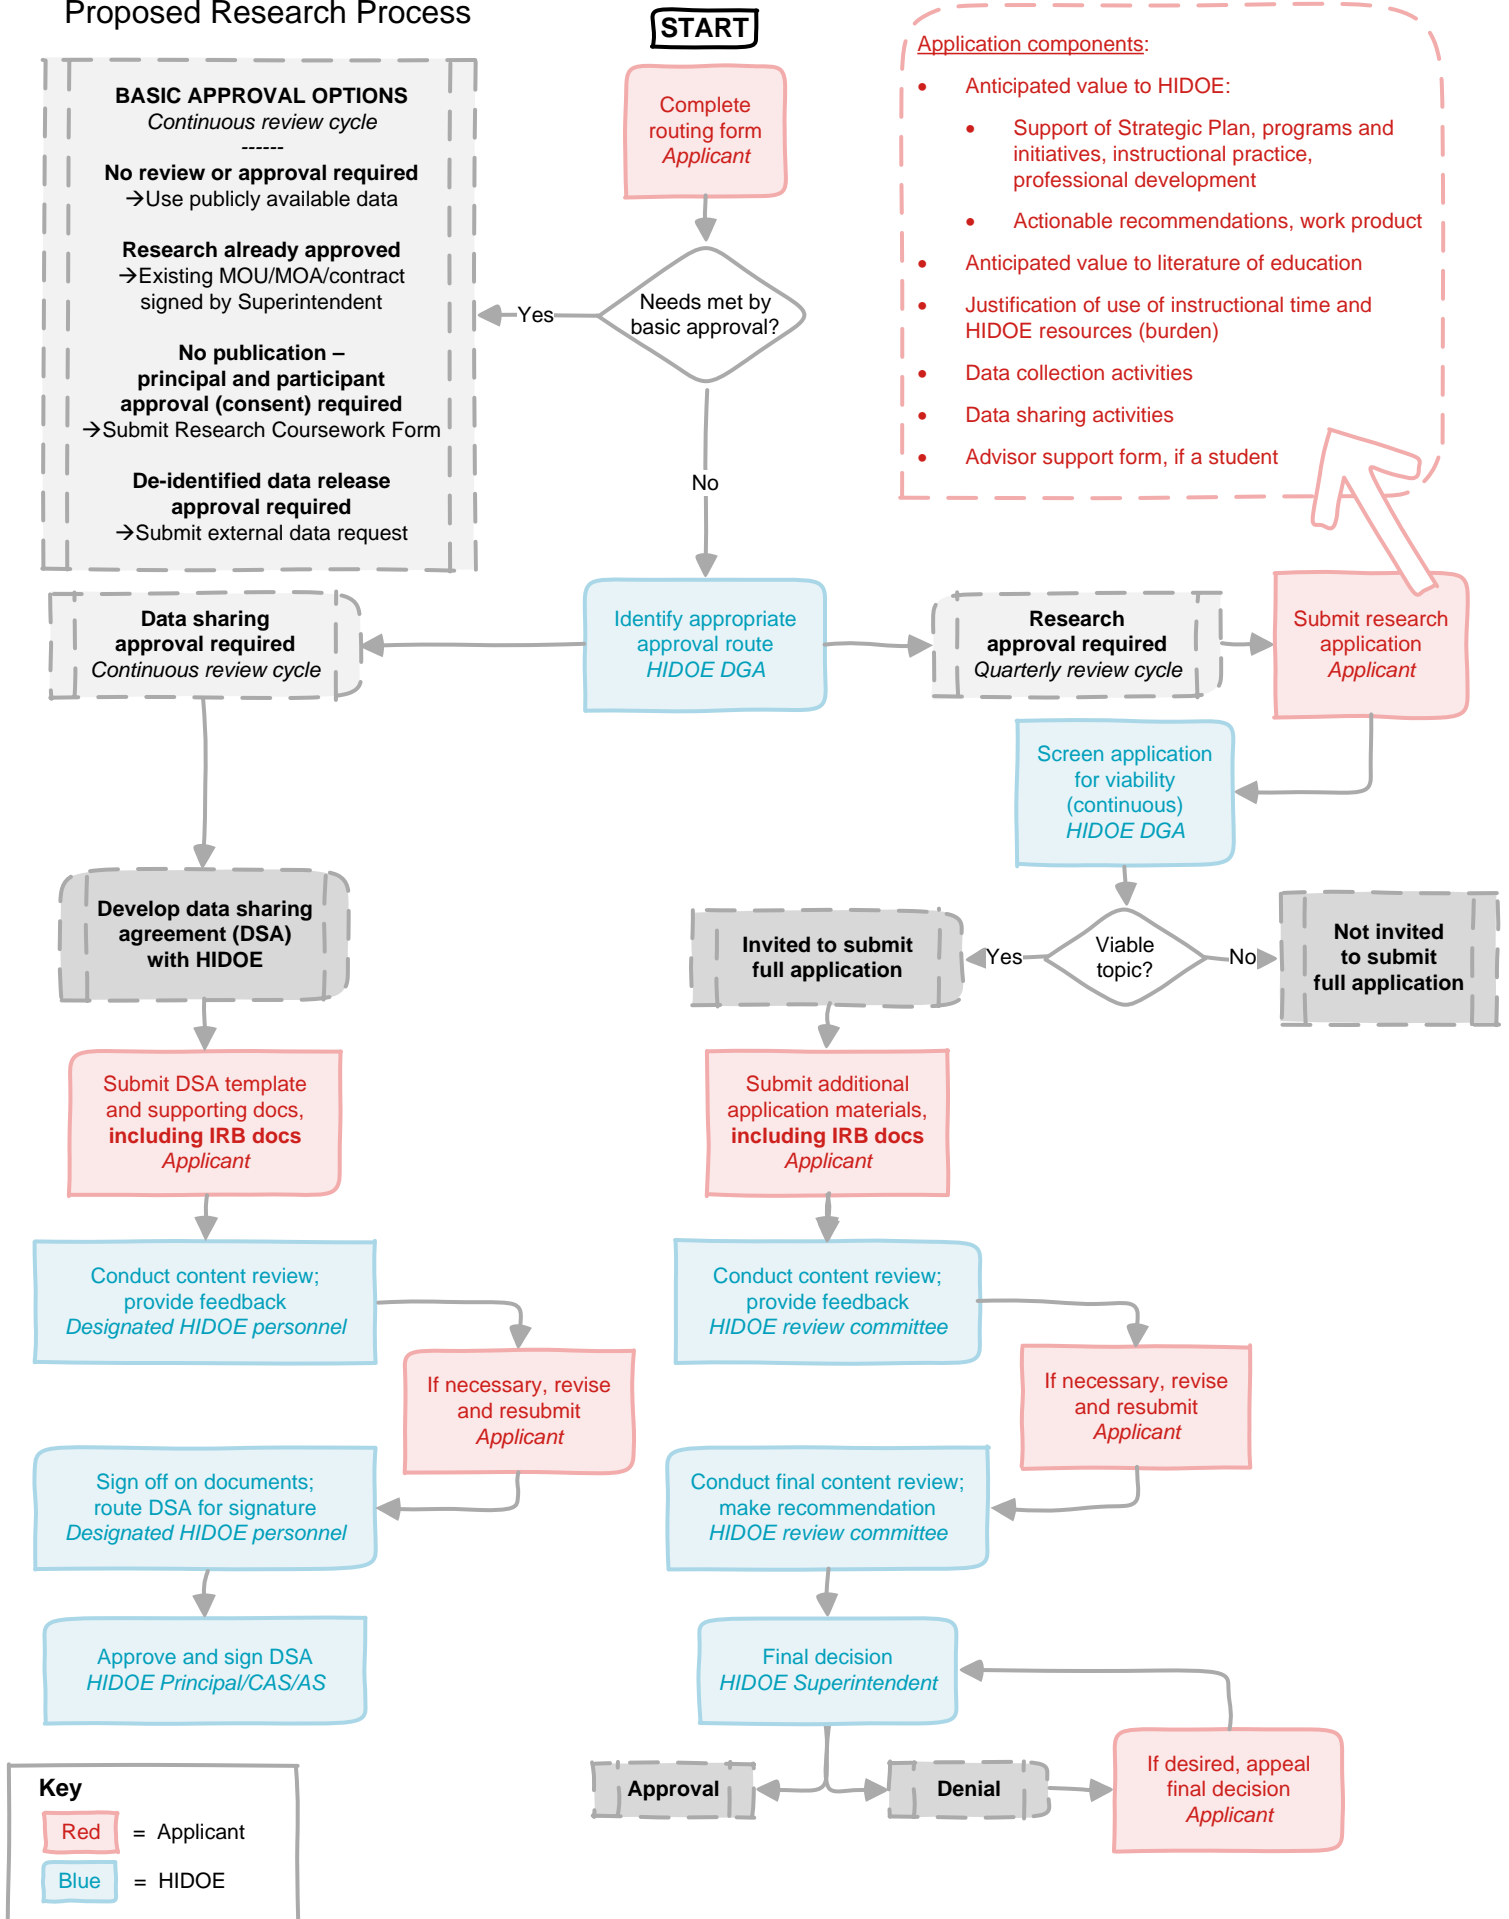 Proposed Research Process
START
BASIC APPROVAL OPTIONS
Continuous review cycle
------
No review or approval required
→Use publicly available data
Research already approved
→Existing MOU/MOA/contract
signed by Superintendent
No publication –
principal and participant
approval (consent) required
→Submit Research Coursework Form
De-identified data release
approval required
→Submit external data request
Complete
routing form
Applicant
Needs met by
basic approval?
Yes
No
Application components:
• Anticipated value to HIDOE:
• Support of Strategic Plan, programs and
initiatives, instructional practice,
professional development
• Actionable recommendations, work product
• Anticipated value to literature of education
• Justification of use of instructional time and
HIDOE resources (burden)
• Data collection activities
• Data sharing activities
• Advisor support form, if a student
Data sharing
approval required
Continuous review cycle
Identify appropriate
approval route
HIDOE DGA
Research
approval required
Quarterly review cycle
Submit research
application
Applicant
Screen application
for viability
(continuous)
HIDOE DGA
Develop data sharing
agreement (DSA)
with HIDOE
Invited to submit
full application
Yes
Viable
topic?
No
Not invited
to submit
full application
Submit DSA template
and supporting docs,
including IRB docs
Applicant
Submit additional
application materials,
including IRB docs
Applicant
Conduct content review;
provide feedback
Designated HIDOE personnel
Conduct content review;
provide feedback
HIDOE review committee
If necessary, revise
and resubmit
Applicant
If necessary, revise
and resubmit
Applicant
Sign off on documents;
route DSA for signature
Designated HIDOE personnel
Conduct final content review;
make recommendation
HIDOE review committee
Approve and sign DSA
HIDOE Principal/CAS/AS
Final decision
HIDOE Superintendent
Approval
Denial
If desired, appeal
final decision
Applicant
Key
Red = Applicant
Blue = HIDOE